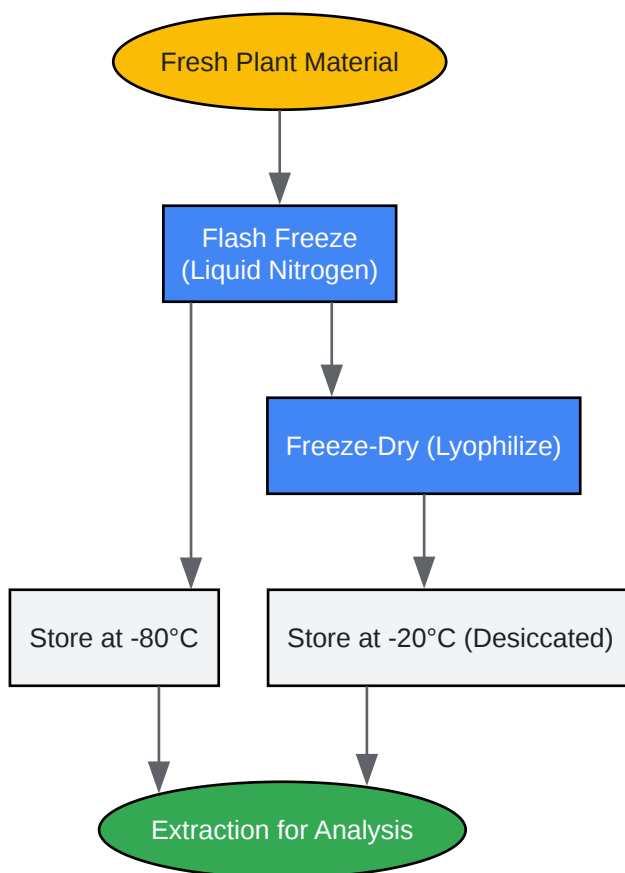 Fresh Plant Material
Flash Freeze
(Liquid Nitrogen)
Freeze-Dry (Lyophilize)
Store at -80°C
Store at -20°C (Desiccated)
Extraction for Analysis